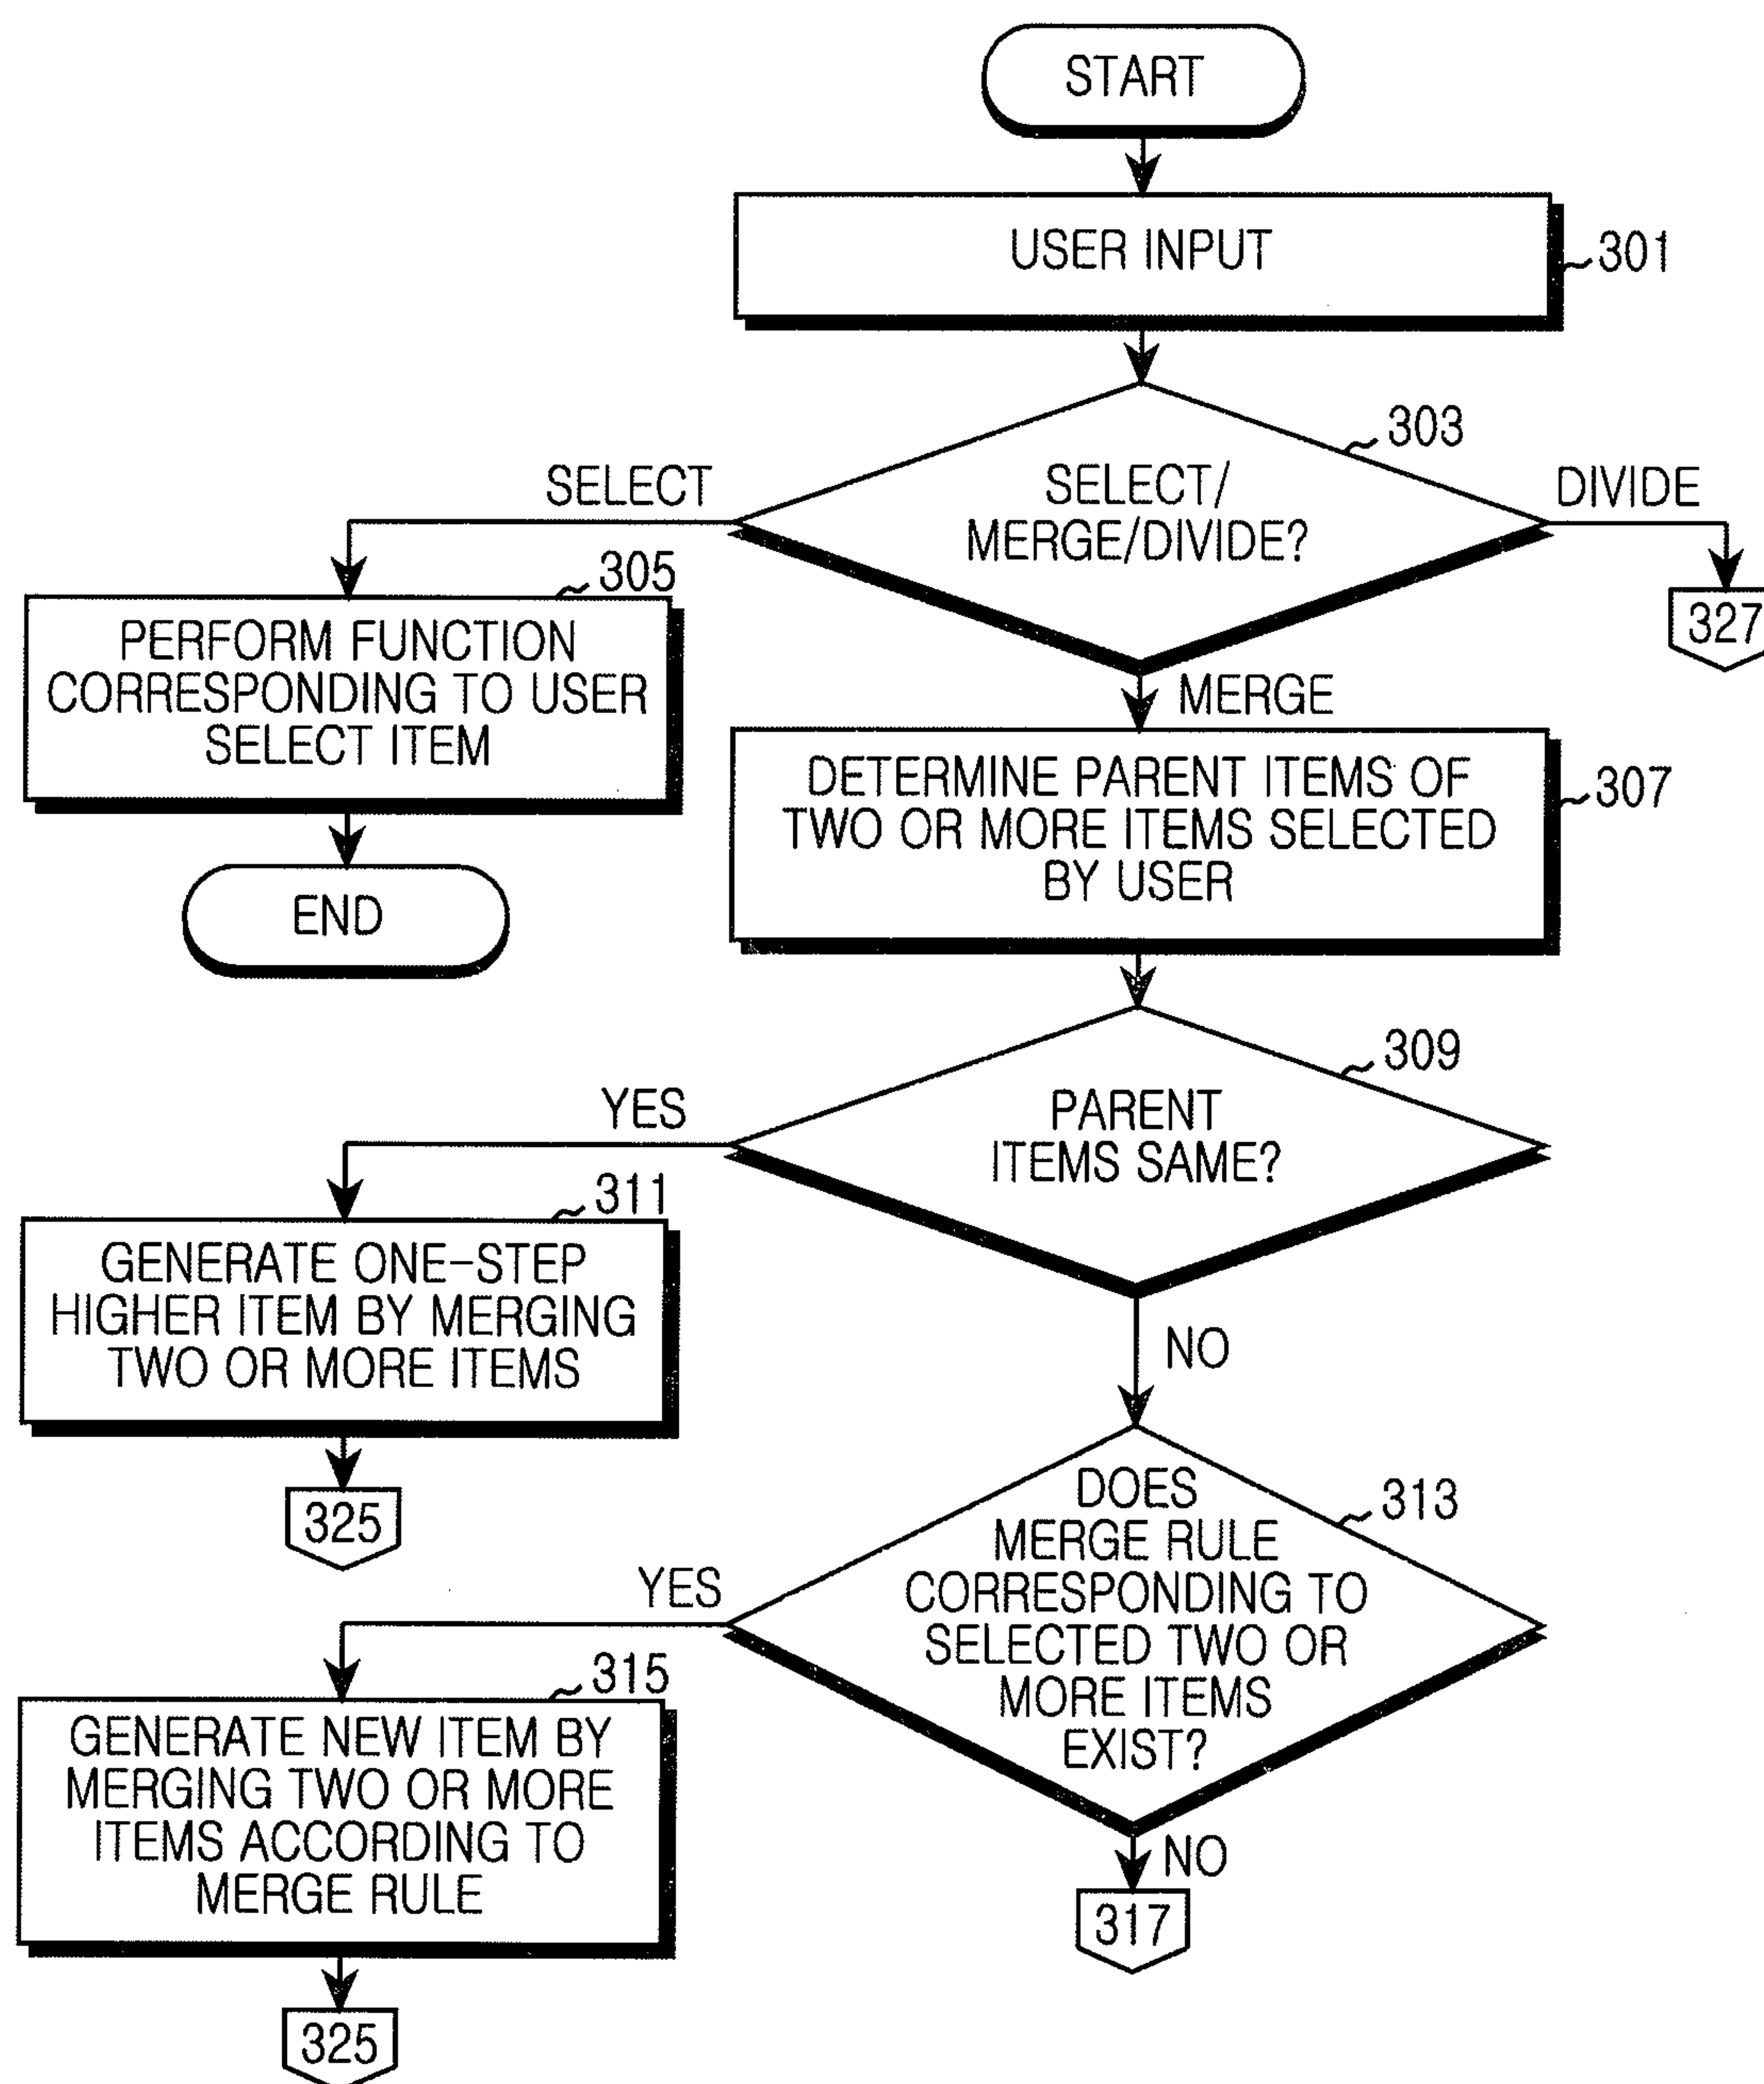 START
USER INPUT
301
303
SELECT/
MERGE/DIVIDE?
SELECT
DIVIDE
327
305
PERFORM FUNCTION
CORRESPONDING TO USER
SELECT ITEM
END
MERGE
DETERMINE PARENT ITEMS OF
TWO OR MORE ITEMS SELECTED
BY USER
307
309
PARENT
ITEMS SAME?
YES
311
GENERATE ONE-STEP
HIGHER ITEM BY MERGING
TWO OR MORE ITEMS
325
NO
313
DOES
MERGE RULE
CORRESPONDING TO
SELECTED TWO OR
MORE ITEMS
EXIST?
YES
315
GENERATE NEW ITEM BY
MERGING TWO OR MORE
ITEMS ACCORDING TO
MERGE RULE
325
NO
317